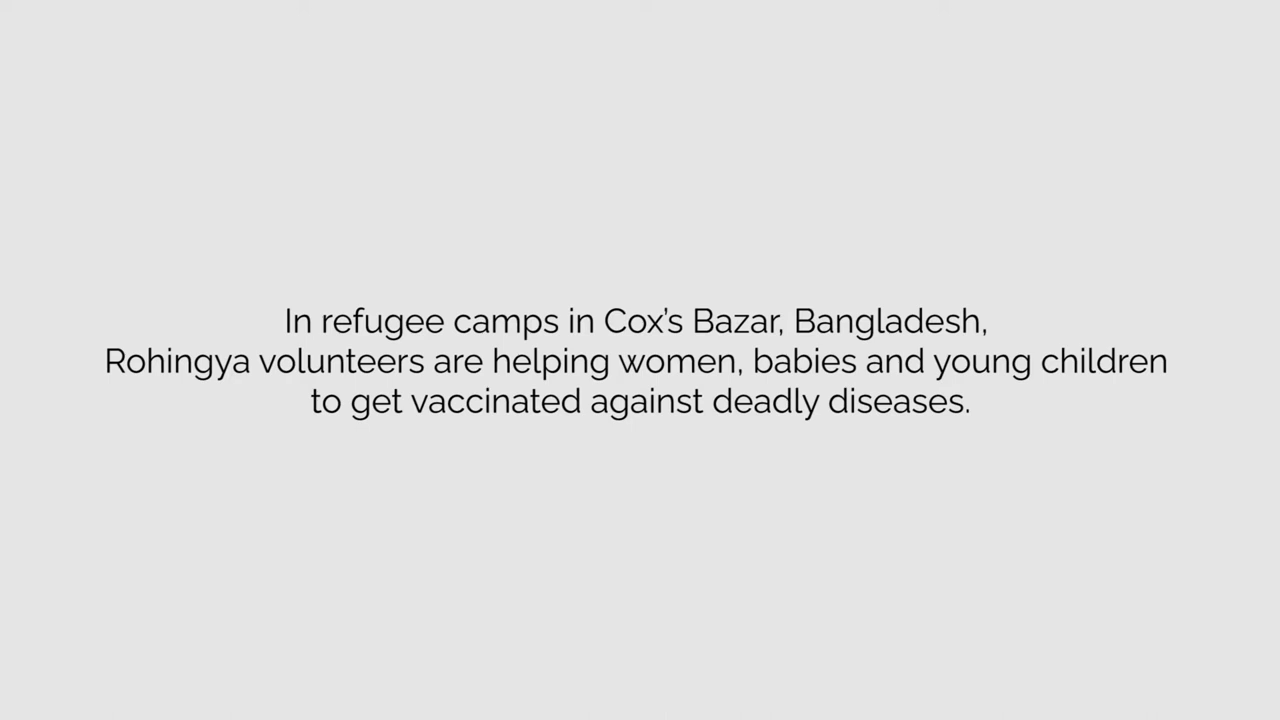 In refugee camps in Cox’s Bazar, Bangladesh,
Rohingya volunteers are helping women, babies and young children
to get vaccinated against deadly diseases.